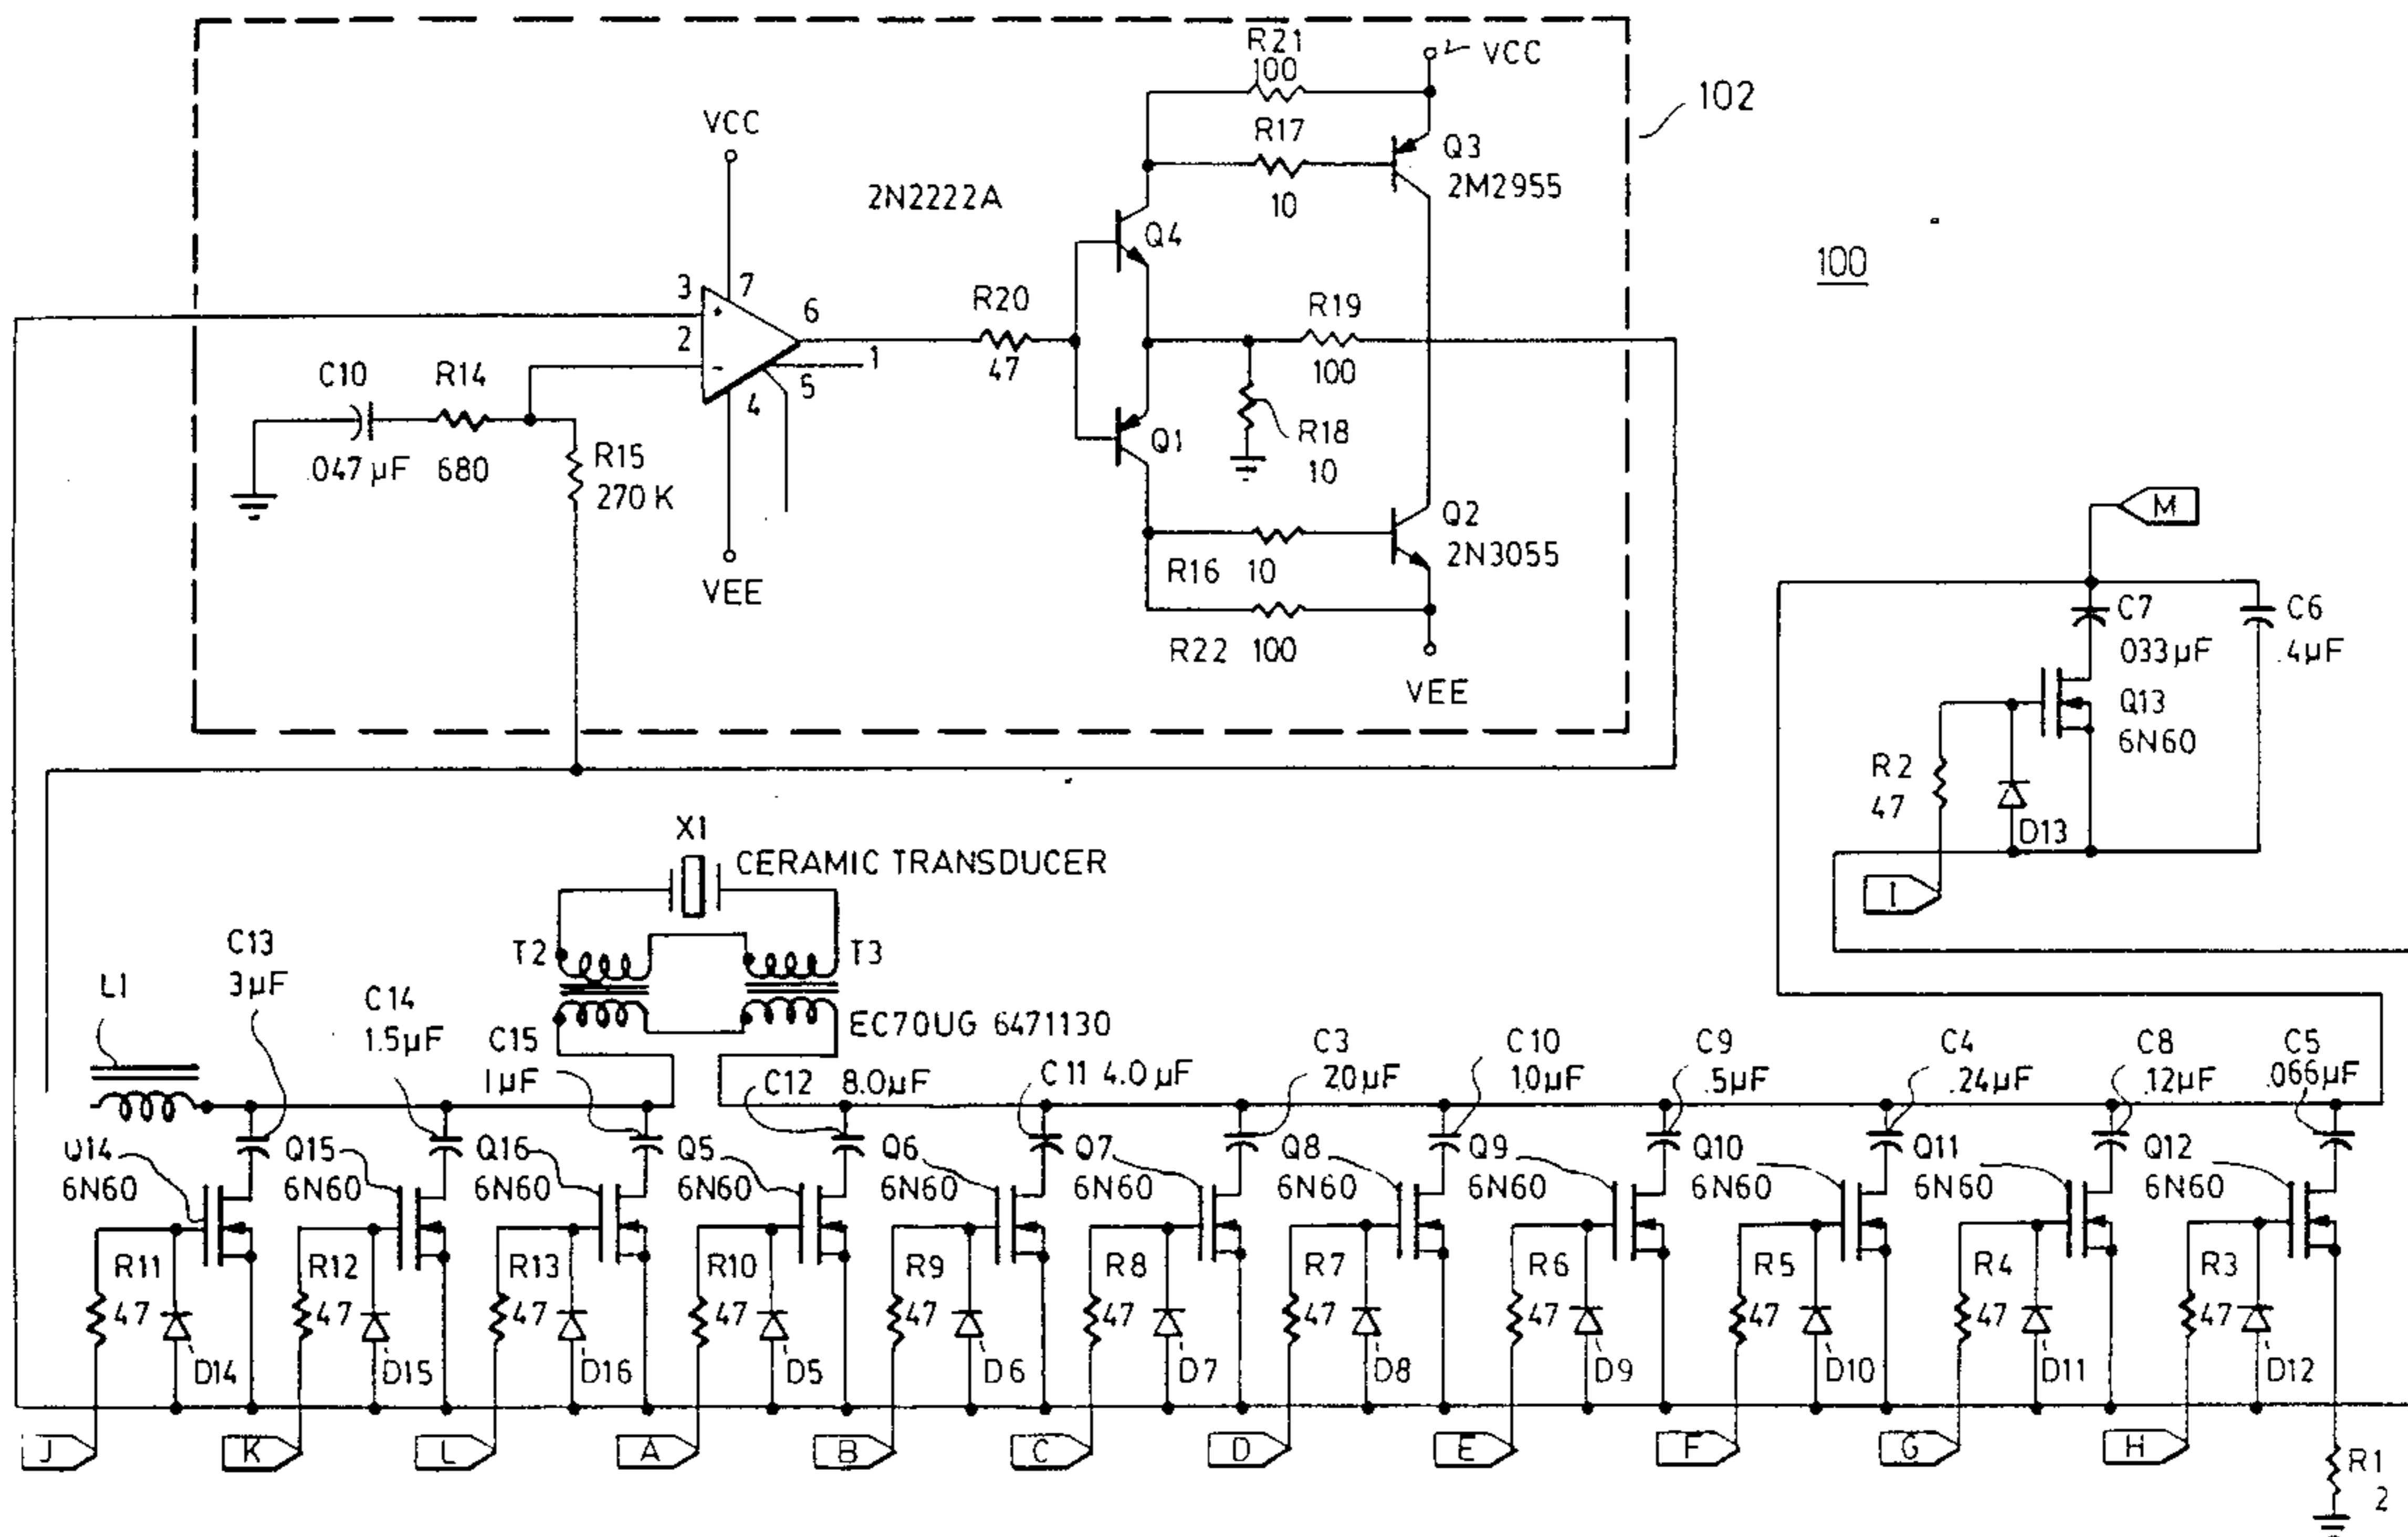 R21
100
VCC
102
VCC
R17
10
Q3
2M2955
2N2222A
Q4
100
3
7
6
2
1
5
4
R20
47
R19
100
C10
R14
.047 µF
680
R15
270 K
Q1
R18
10
Q2
2N3055
R16 10
R22 100
VEE
VEE
M
C7
.033µF
C6
.4µF
Q13
6N60
R2
47
D13
I
X1
CERAMIC TRANSDUCER
T2
T3
EC70UG 6471130
L1
C13
3µF
C14
1.5µF
C15
1µF
C12 8.0µF
C11 4.0µF
C3
2.0µF
C10
1.0µF
C9
.5µF
C4
.24µF
C8
.12µF
C5
.066µF
Q14
6N60
Q15
6N60
Q16
6N60
Q5
6N60
Q6
6N60
Q7
6N60
Q8
6N60
Q9
6N60
Q10
6N60
Q11
6N60
Q12
6N60
R11
47
R12
47
R13
47
R10
47
R9
47
R8
47
R7
47
R6
47
R5
47
R4
47
R3
47
D14
D15
D16
D5
D6
D7
D8
D9
D10
D11
D12
J
K
L
A
B
C
D
E
F
G
H
R1
2